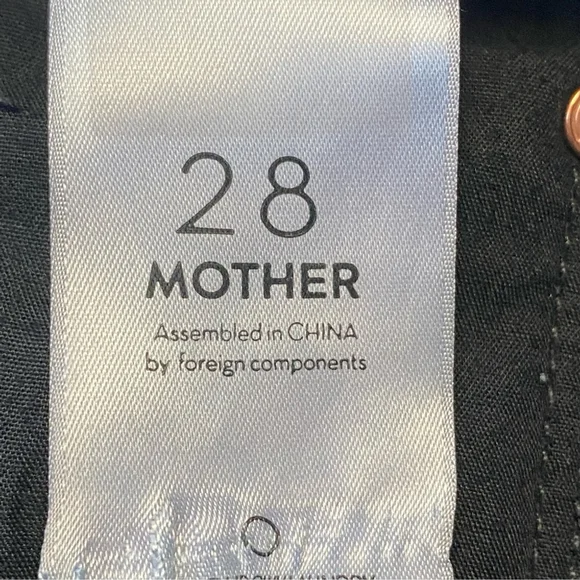 28
MOTHER
Assembled in CHINA
by foreign components